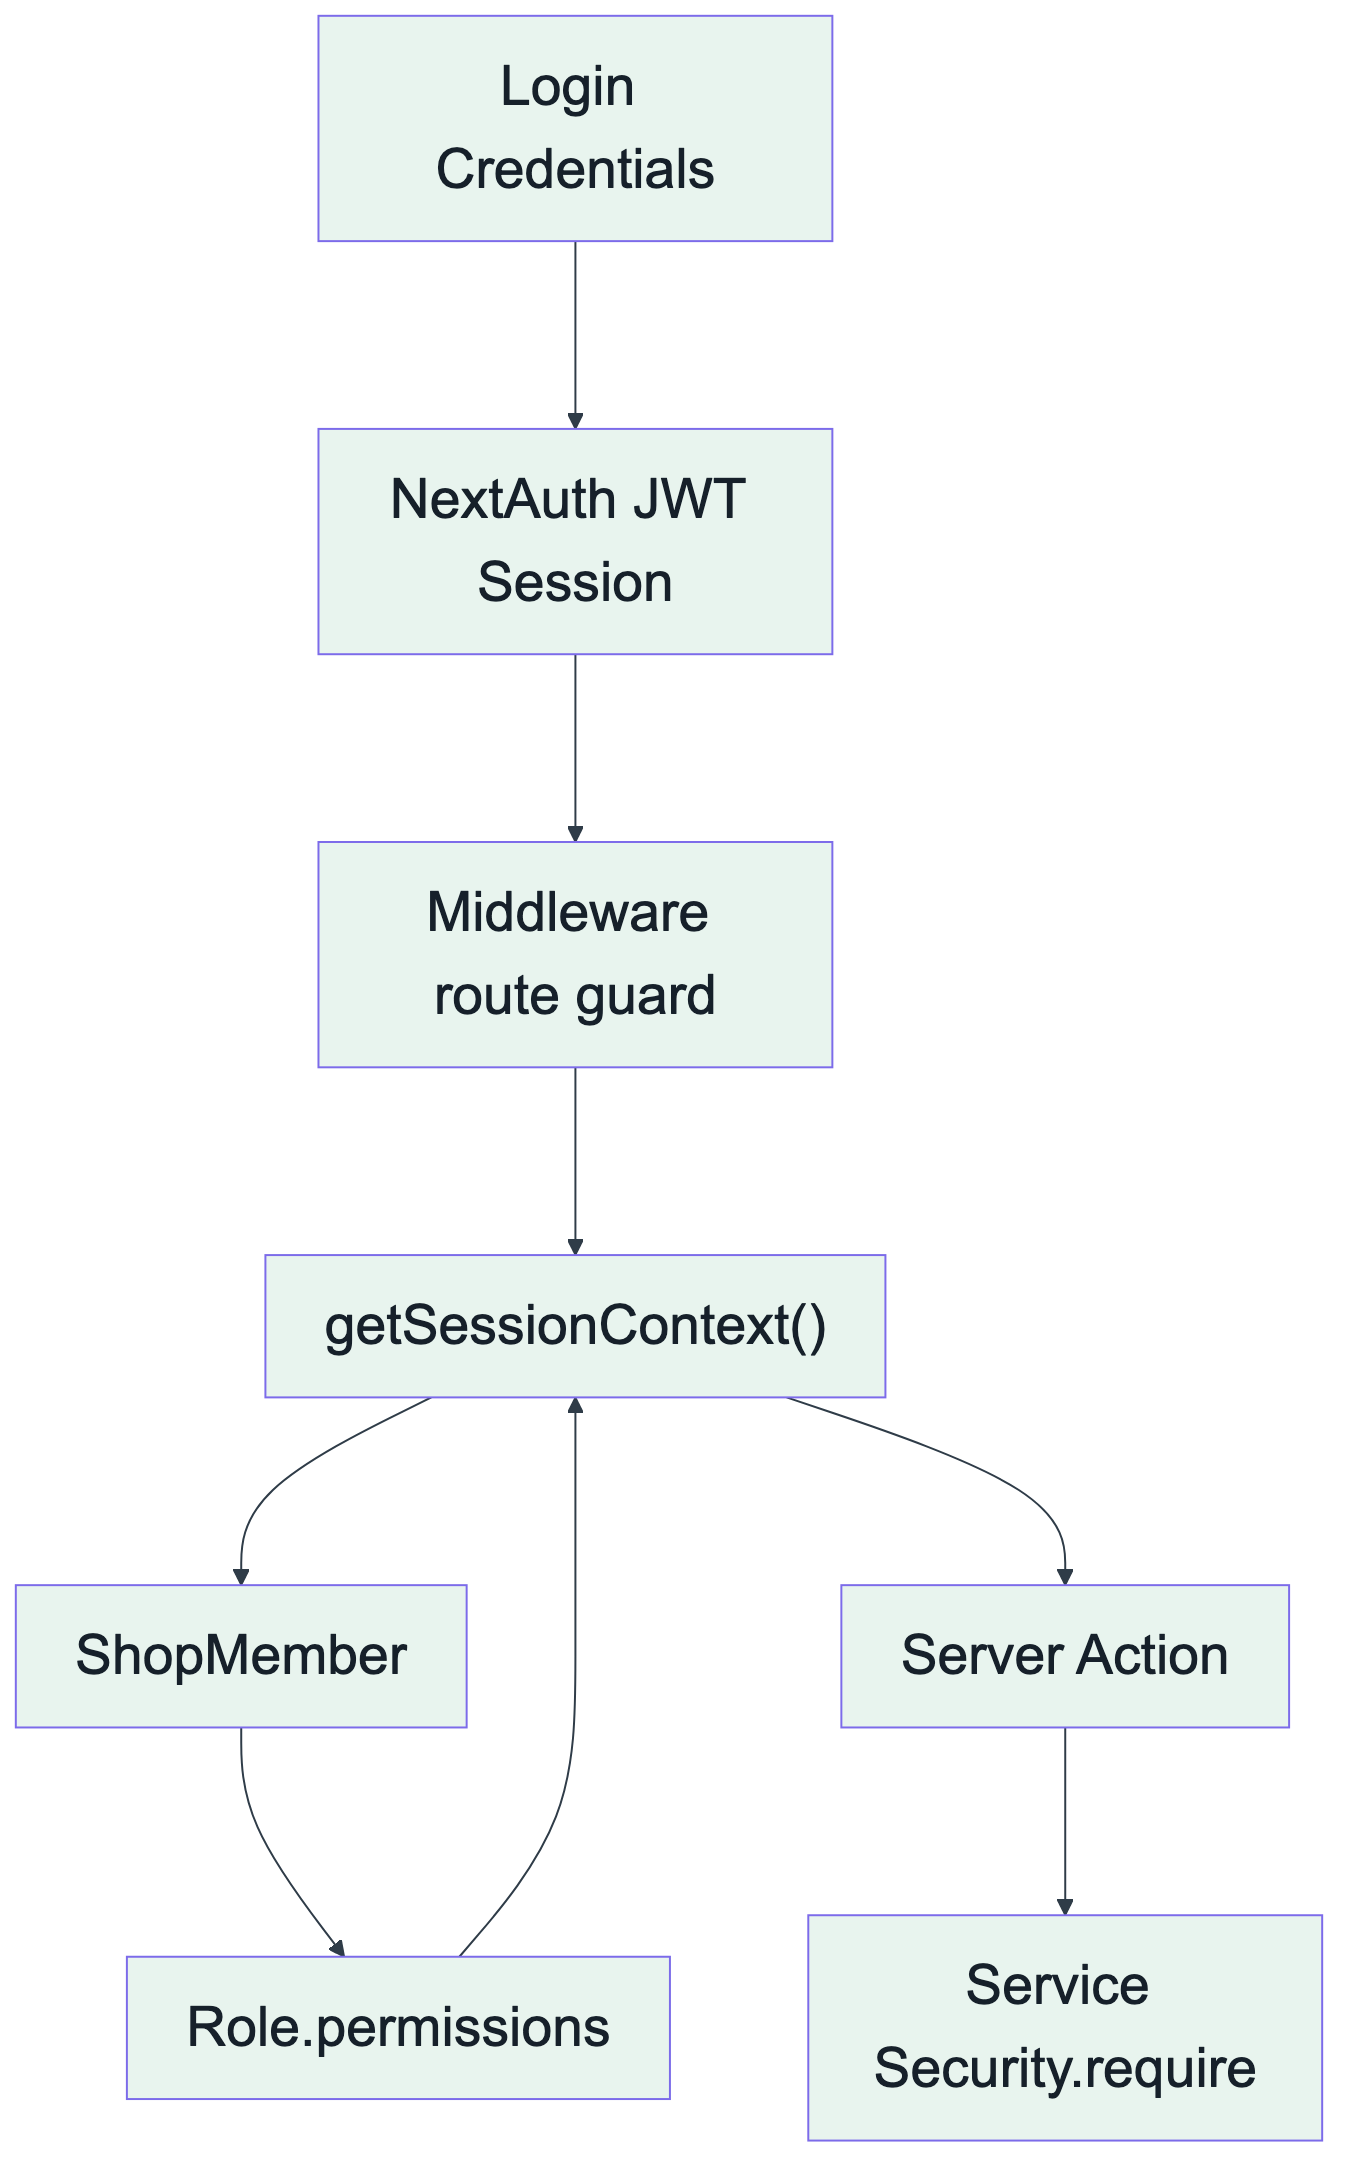 Login
Credentials
NextAuth JWT
Session
Middleware
route guard
getSessionContext()
ShopMember
Server Action
Role.permissions
Service
Security.require